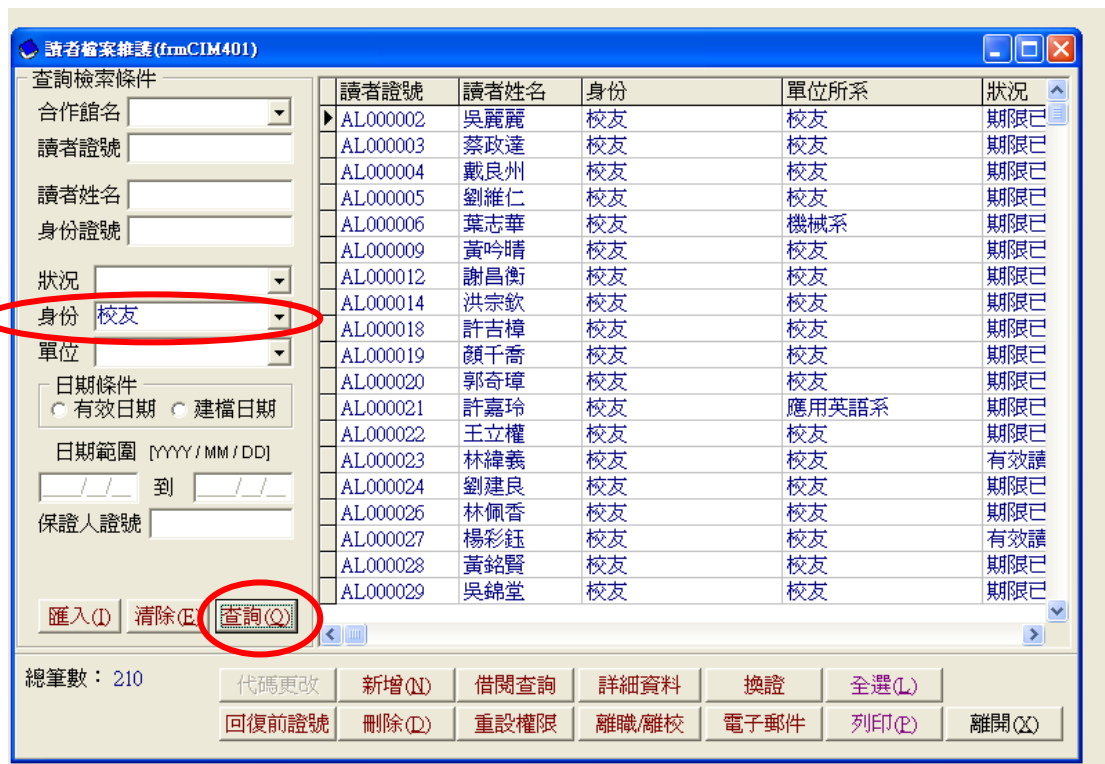 讀者檔案維護(frmCIM401)
查詢檢索條件
合作館名
讀者證號
讀者姓名
身份證號
狀況
身份 校友
單位
日期條件
有效日期 建檔日期
日期範圍 [YYYY / MM / DD]
__/_/_ 到 __/_/_
保證人證號
匯入(I) 清除(E) 查詢(Q)
讀者證號 讀者姓名 身份 單位所系 狀況
AL000002 吳麗麗 校友 校友 期限已
AL000003 蔡政達 校友 校友 期限已
AL000004 戴良州 校友 校友 期限已
AL000005 劉維仁 校友 校友 期限已
AL000006 葉志華 校友 機械系 期限已
AL000009 黃吟晴 校友 校友 期限已
AL000012 謝昌衡 校友 校友 期限已
AL000014 洪宗欽 校友 校友 期限已
AL000018 許吉樟 校友 校友 期限已
AL000019 顏千喬 校友 校友 期限已
AL000020 郭奇璋 校友 校友 期限已
AL000021 許嘉玲 校友 應用英語系 期限已
AL000022 王立權 校友 校友 期限已
AL000023 林緯義 校友 校友 有效讀
AL000024 劉建良 校友 校友 期限已
AL000026 林佩香 校友 校友 期限已
AL000027 楊彩鈺 校友 校友 有效讀
AL000028 黃銘賢 校友 校友 期限已
AL000029 吳錦堂 校友 校友 期限已
總筆數： 210
代碼更改 新增(N) 借閱查詢 詳細資料 換證 全選(L)
回復前證號 刪除(D) 重設權限 離職/離校 電子郵件 列印(P) 離開(X)